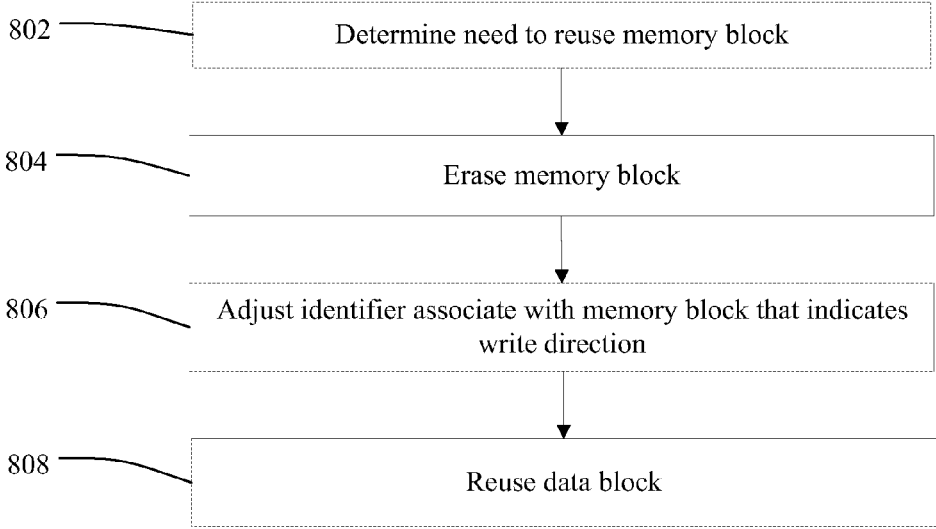 802
Determine need to reuse memory block
804
Erase memory block
806
Adjust identifier associate with memory block that indicates
write direction
808
Reuse data block